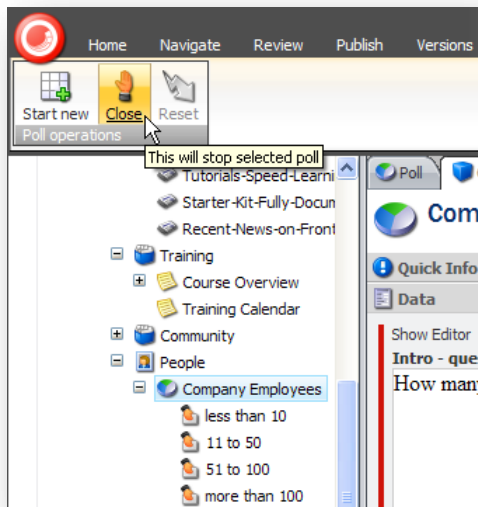 Home Navigate Review Publish Versions
Start new Close Reset
Poll operations
This will stop selected poll
Tutorials-Speed-Learni
Starter-Kit-Fully-Docum
Recent-News-on-Front
Training
Course Overview
Training Calendar
Community
People
Company Employees
less than 10
11 to 50
51 to 100
more than 100
Poll
Com
Quick Info
Data
Show Editor
Intro - que
How many